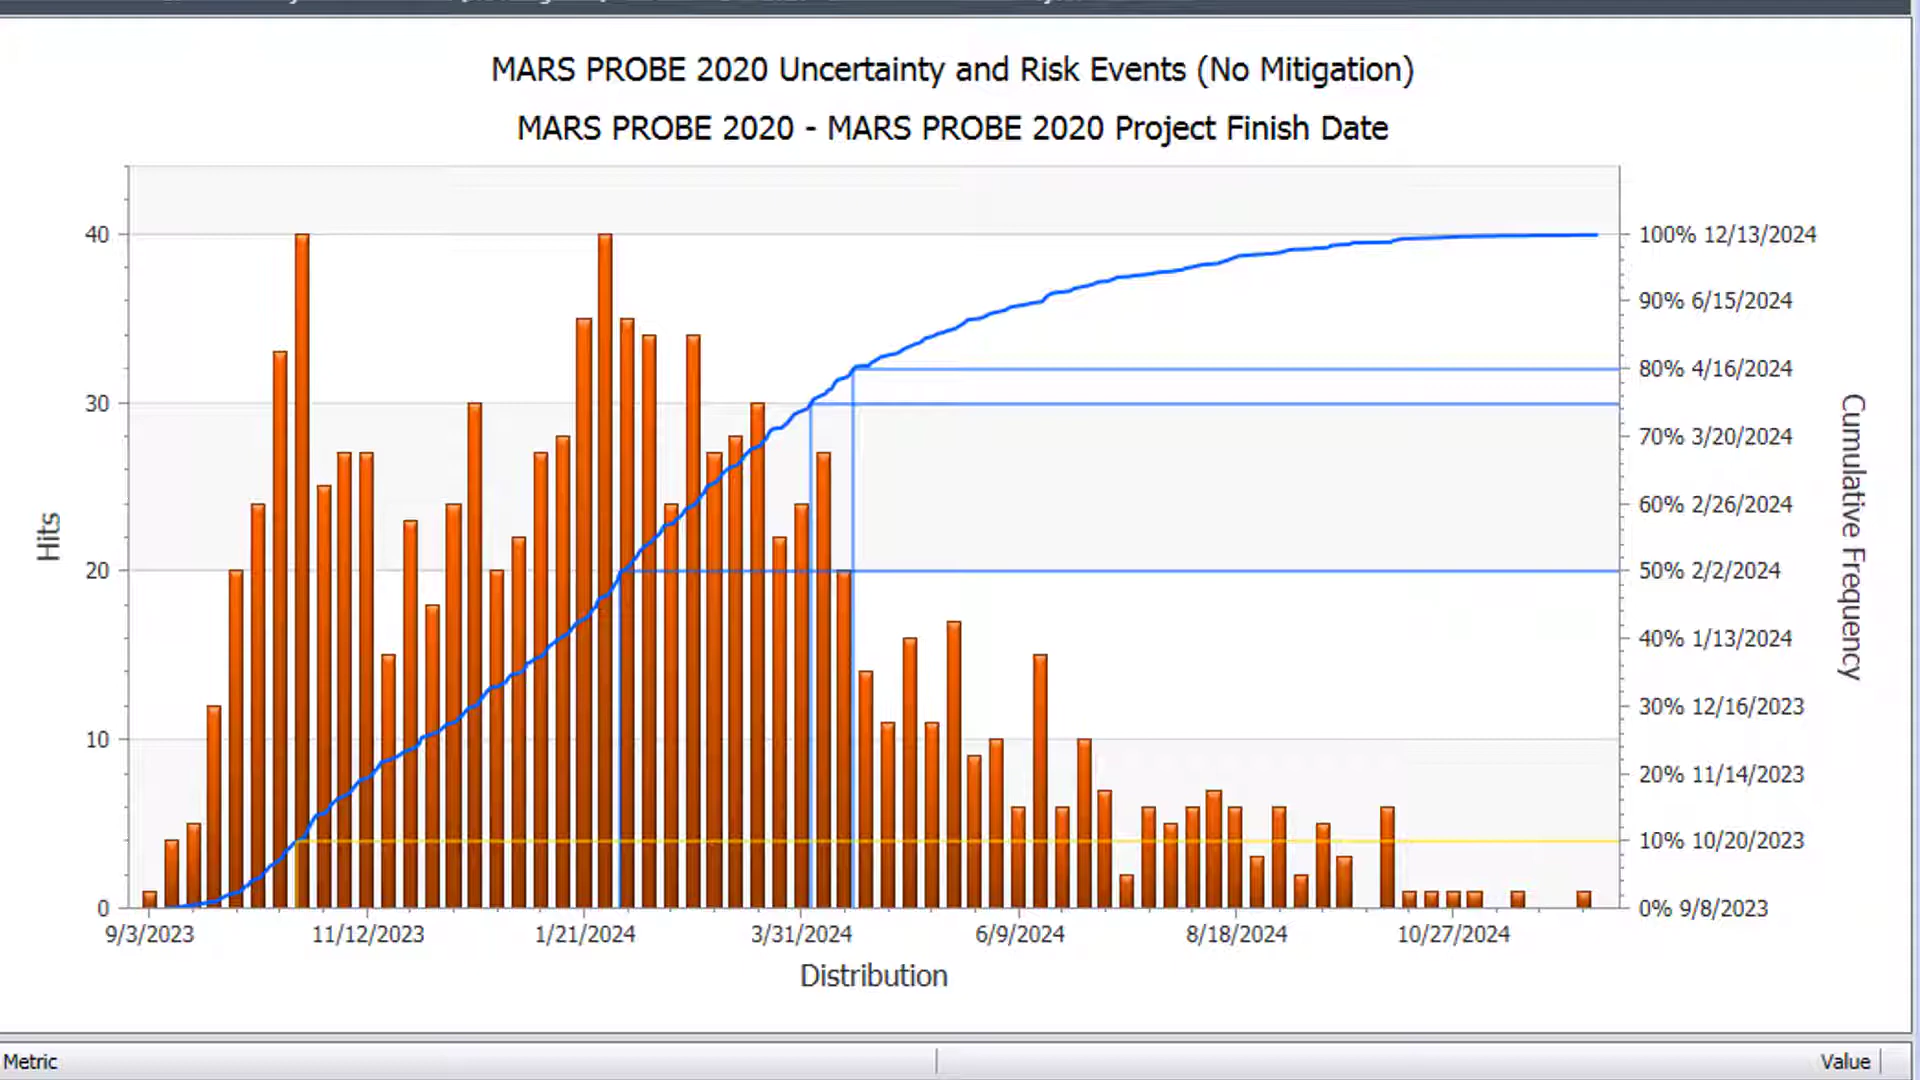 MARS PROBE 2020 Uncertainty and Risk Events (No Mitigation)
MARS PROBE 2020 - MARS PROBE 2020 Project Finish Date
40
30
20
10
0
Hits
100% 12/13/2024
90% 6/15/2024
80% 4/16/2024
70% 3/20/2024
60% 2/26/2024
50% 2/2/2024
40% 1/13/2024
30% 12/16/2023
20% 11/14/2023
10% 10/20/2023
0% 9/8/2023
Cumulative Frequency
9/3/2023 11/12/2023 1/21/2024 3/31/2024 6/9/2024 8/18/2024 10/27/2024
Distribution
Metric Value